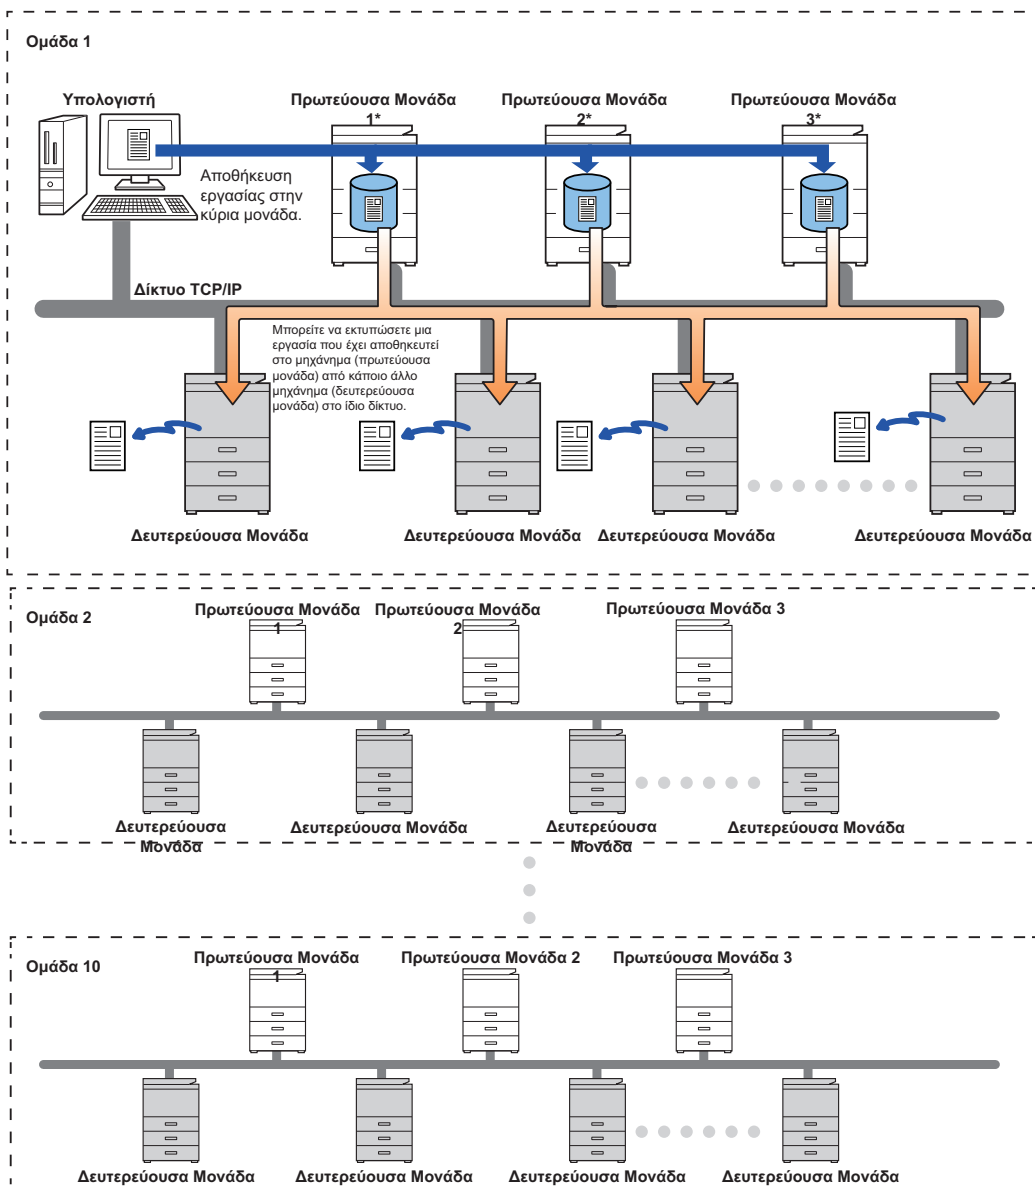 Ομάδα 1
Υπολογιστή
Πρωτεύουσα Μονάδα
1*
Πρωτεύουσα Μονάδα
2*
Πρωτεύουσα Μονάδα
3*
Αποθήκευση
εργασίας στην
κύρια μονάδα.
Δίκτυο TCP/IP
Μπορείτε να εκτυπώσετε μια
εργασία που έχει αποθηκευτεί
στο μηχάνημα (πρωτεύουσα
μονάδα) από κάποιο άλλο
μηχάνημα (δευτερεύουσα
μονάδα) στο ίδιο δίκτυο.
Δευτερεύουσα Μονάδα
Δευτερεύουσα Μονάδα
Δευτερεύουσα Μονάδα
Δευτερεύουσα Μονάδα
Ομάδα 2
Πρωτεύουσα Μονάδα
1
Πρωτεύουσα Μονάδα
2
Πρωτεύουσα Μονάδα 3
Δευτερεύουσα
Μονάδα
Δευτερεύουσα Μονάδα
Δευτερεύουσα
Μονάδα
Δευτερεύουσα Μονάδα
Ομάδα 10
Πρωτεύουσα Μονάδα
1
Πρωτεύουσα Μονάδα 2
Πρωτεύουσα Μονάδα 3
Δευτερεύουσα Μονάδα
Δευτερεύουσα Μονάδα
Δευτερεύουσα Μονάδα
Δευτερεύουσα Μονάδα